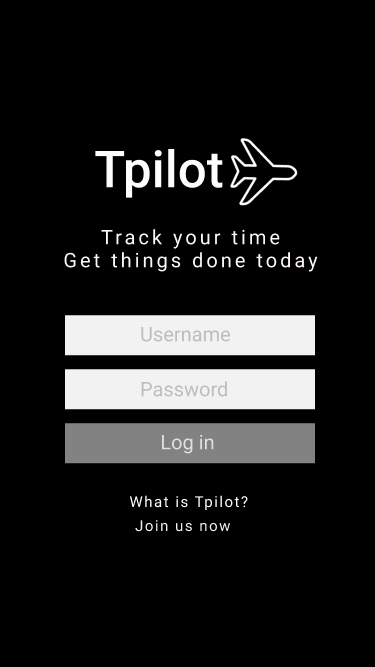 Tpilot
Track your time
Get things done today
Username
Password
Log in
What is Tpilot?
Join us now